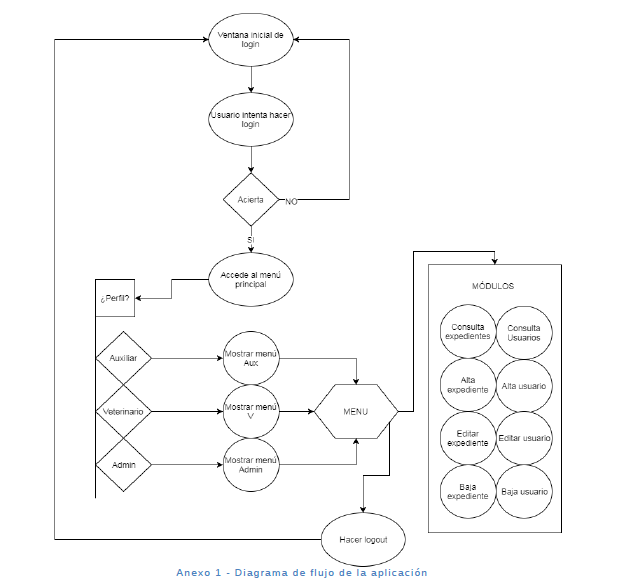 Ventana inicial de
login
Usuario intenta hacer
login
Acierta
NO
SI
Accede al menú
principal
¿Perfil?
MÓDULOS
Consulta
expedientes
Consulta
Usuarios
Auxiliar
Mostrar menú
Aux
Alta
expediente
Alta usuario
Veterinario
Mostrar menú
V
MENU
Editar
expediente
Editar usuario
Admin
Mostrar menú
Admin
Baja
expediente
Baja usuario
Hacer logout
Anexo 1 - Diagrama de flujo de la aplicación